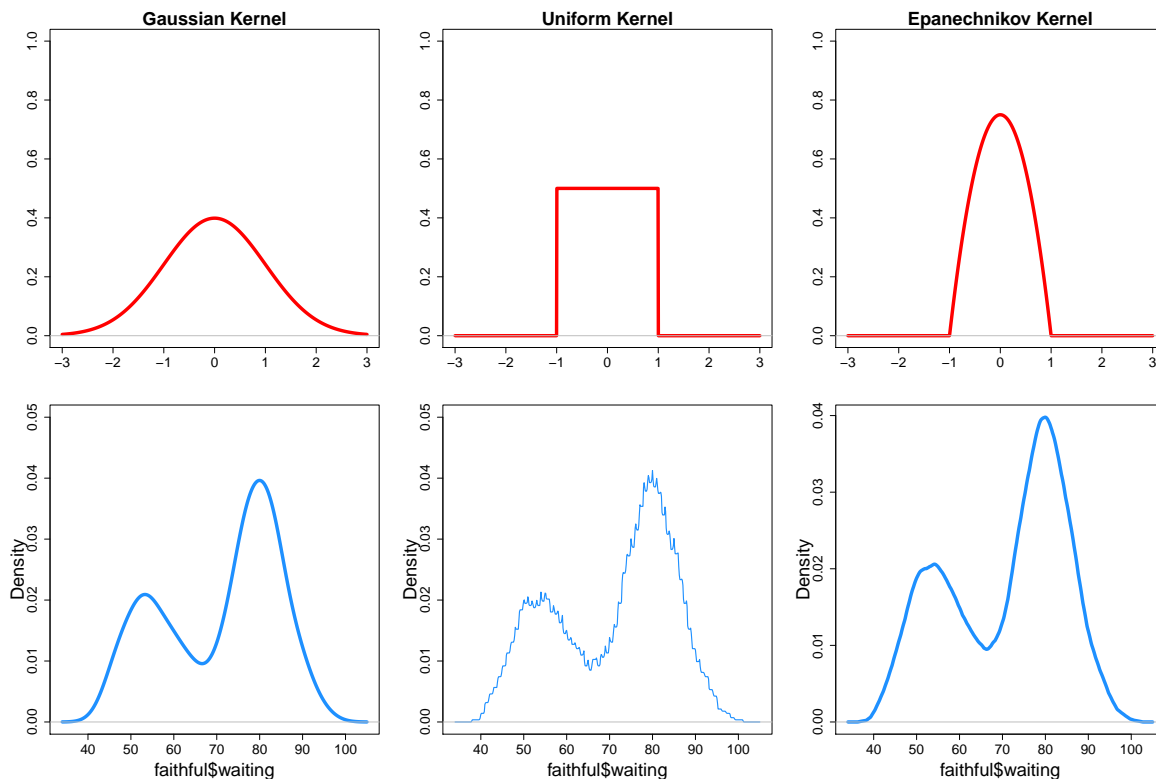 Gaussian Kernel
Uniform Kernel
Epanechnikov Kernel
0.0 0.2 0.4 0.6 0.8 1.0
−3 −2 −1 0 1 2 3
0.0 0.2 0.4 0.6 0.8 1.0
−3 −2 −1 0 1 2 3
0.0 0.2 0.4 0.6 0.8 1.0
−3 −2 −1 0 1 2 3
Density
0.00 0.01 0.02 0.03 0.04 0.05
40 50 60 70 80 90 100
faithful$waiting
Density
0.00 0.01 0.02 0.03 0.04 0.05
40 50 60 70 80 90 100
faithful$waiting
Density
0.00 0.01 0.02 0.03 0.04
40 50 60 70 80 90 100
faithful$waiting